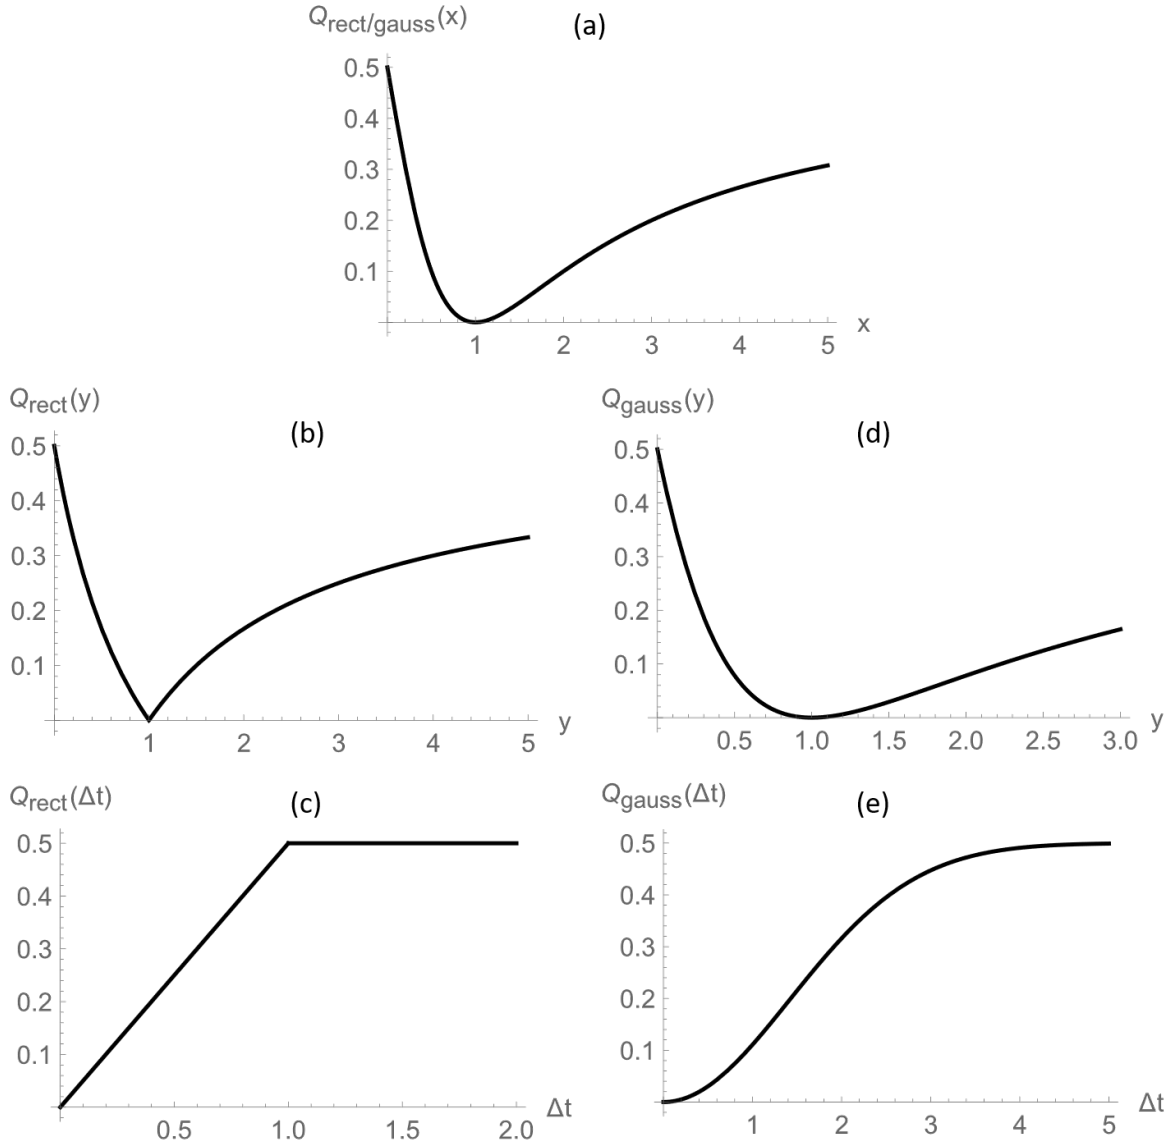 Q_rect/gauss(x) (a)
0.5
0.4
0.3
0.2
0.1
1 2 3 4 5 x
Q_rect(y) (b)
0.5
0.4
0.3
0.2
0.1
1 2 3 4 5 y
Q_gauss(y) (d)
0.5
0.4
0.3
0.2
0.1
0.5 1.0 1.5 2.0 2.5 3.0 y
Q_rect(Δt) (c)
0.5
0.4
0.3
0.2
0.1
0.5 1.0 1.5 2.0 Δt
Q_gauss(Δt) (e)
0.5
0.4
0.3
0.2
0.1
1 2 3 4 5 Δt